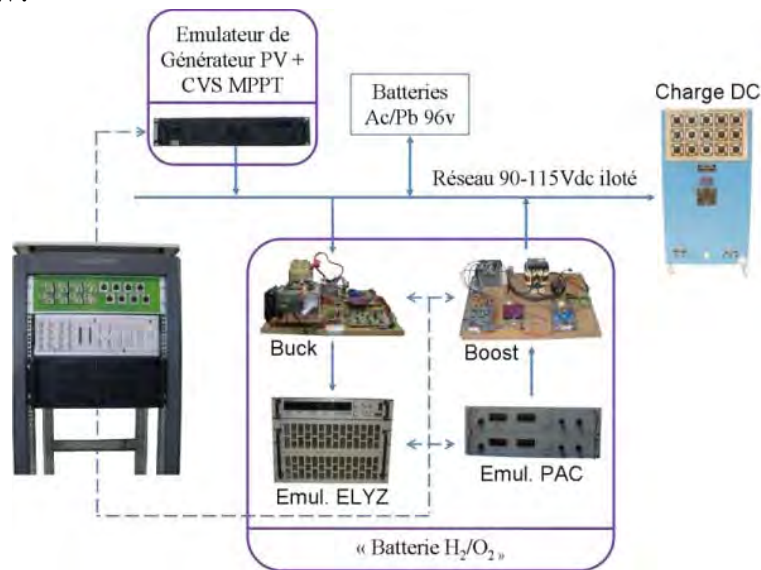 Emulateur de
Générateur PV +
CVS MPPT
Batteries
Ac/Pb 96v
Charge DC
Réseau 90-115Vdc iloté
Buck
Boost
Emul. ELYZ
Emul. PAC
« Batterie H₂/O₂ »